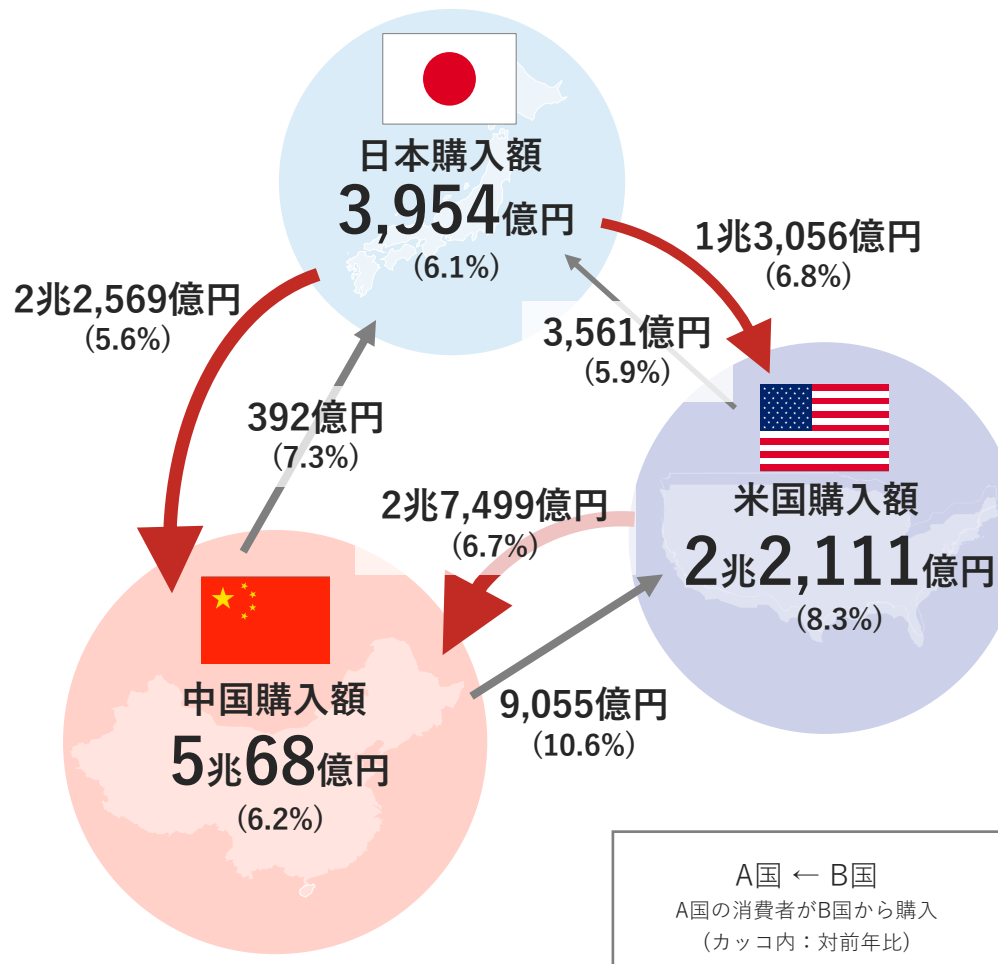 日本購入額
3,954億円
(6.1%)
1兆3,056億円
(6.8%)
2兆2,569億円
(5.6%)
3,561億円
(5.9%)
392億円
(7.3%)
2兆7,499億円
(6.7%)
米国購入額
2兆2,111億円
(8.3%)
中国購入額
5兆68億円
(6.2%)
9,055億円
(10.6%)
A国 ← B国
A国の消費者がB国から購入
(カッコ内：対前年比)